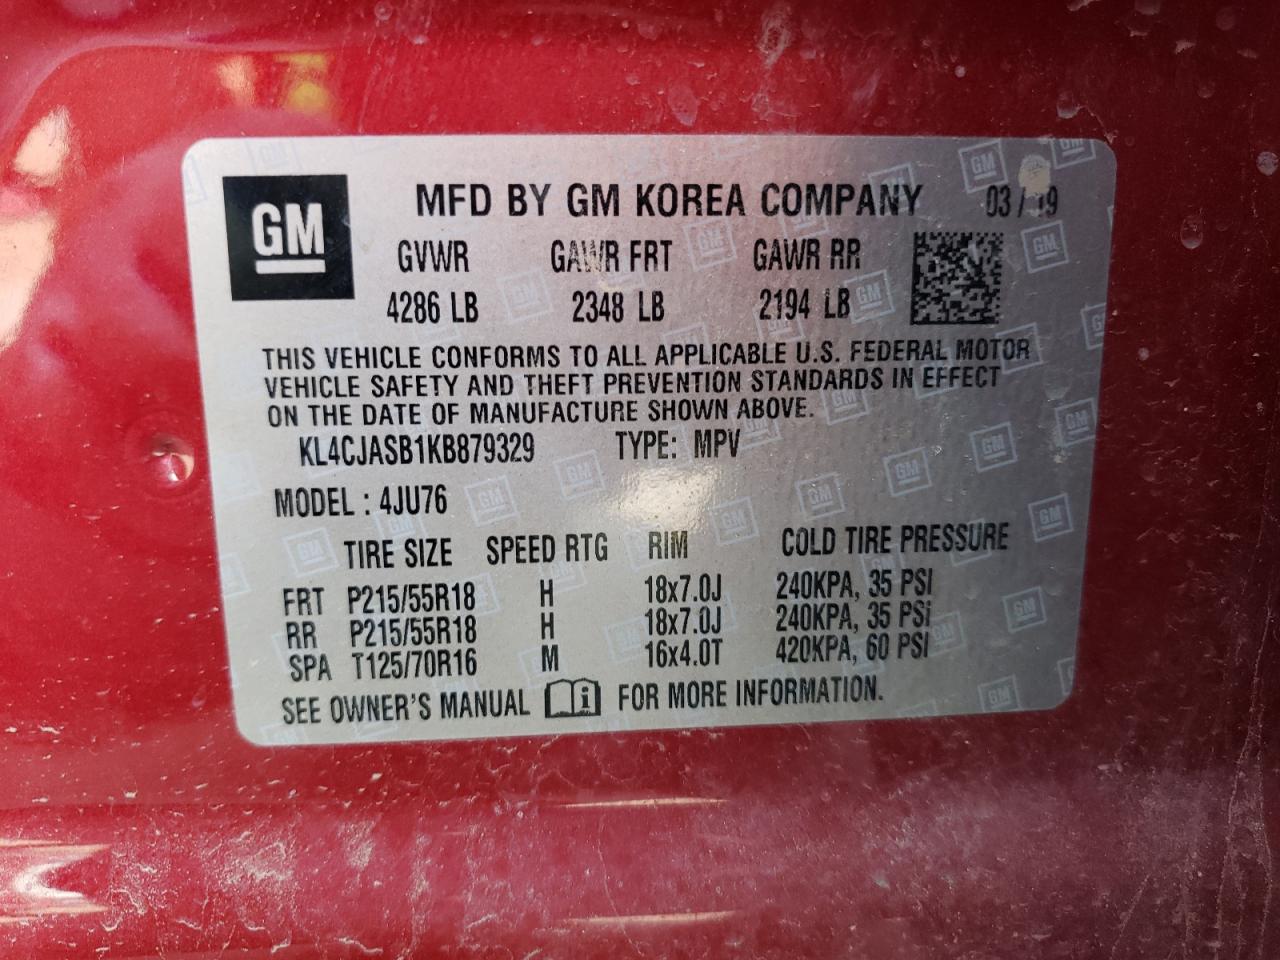 GM MFD BY GM KOREA COMPANY 03/19
GVWR GAWR FRT GAWR RR
4286 LB 2348 LB 2194 LB
THIS VEHICLE CONFORMS TO ALL APPLICABLE U.S. FEDERAL MOTOR
VEHICLE SAFETY AND THEFT PREVENTION STANDARDS IN EFFECT
ON THE DATE OF MANUFACTURE SHOWN ABOVE.
KL4CJASB1KB879329 TYPE: MPV
MODEL : 4JU76
TIRE SIZE SPEED RTG RIM COLD TIRE PRESSURE
FRT P215/55R18 H 18x7.0J 240KPA, 35 PSI
RR P215/55R18 H 18x7.0J 240KPA, 35 PSI
SPA T125/70R16 M 16x4.0T 420KPA, 60 PSI
SEE OWNER'S MANUAL i FOR MORE INFORMATION.